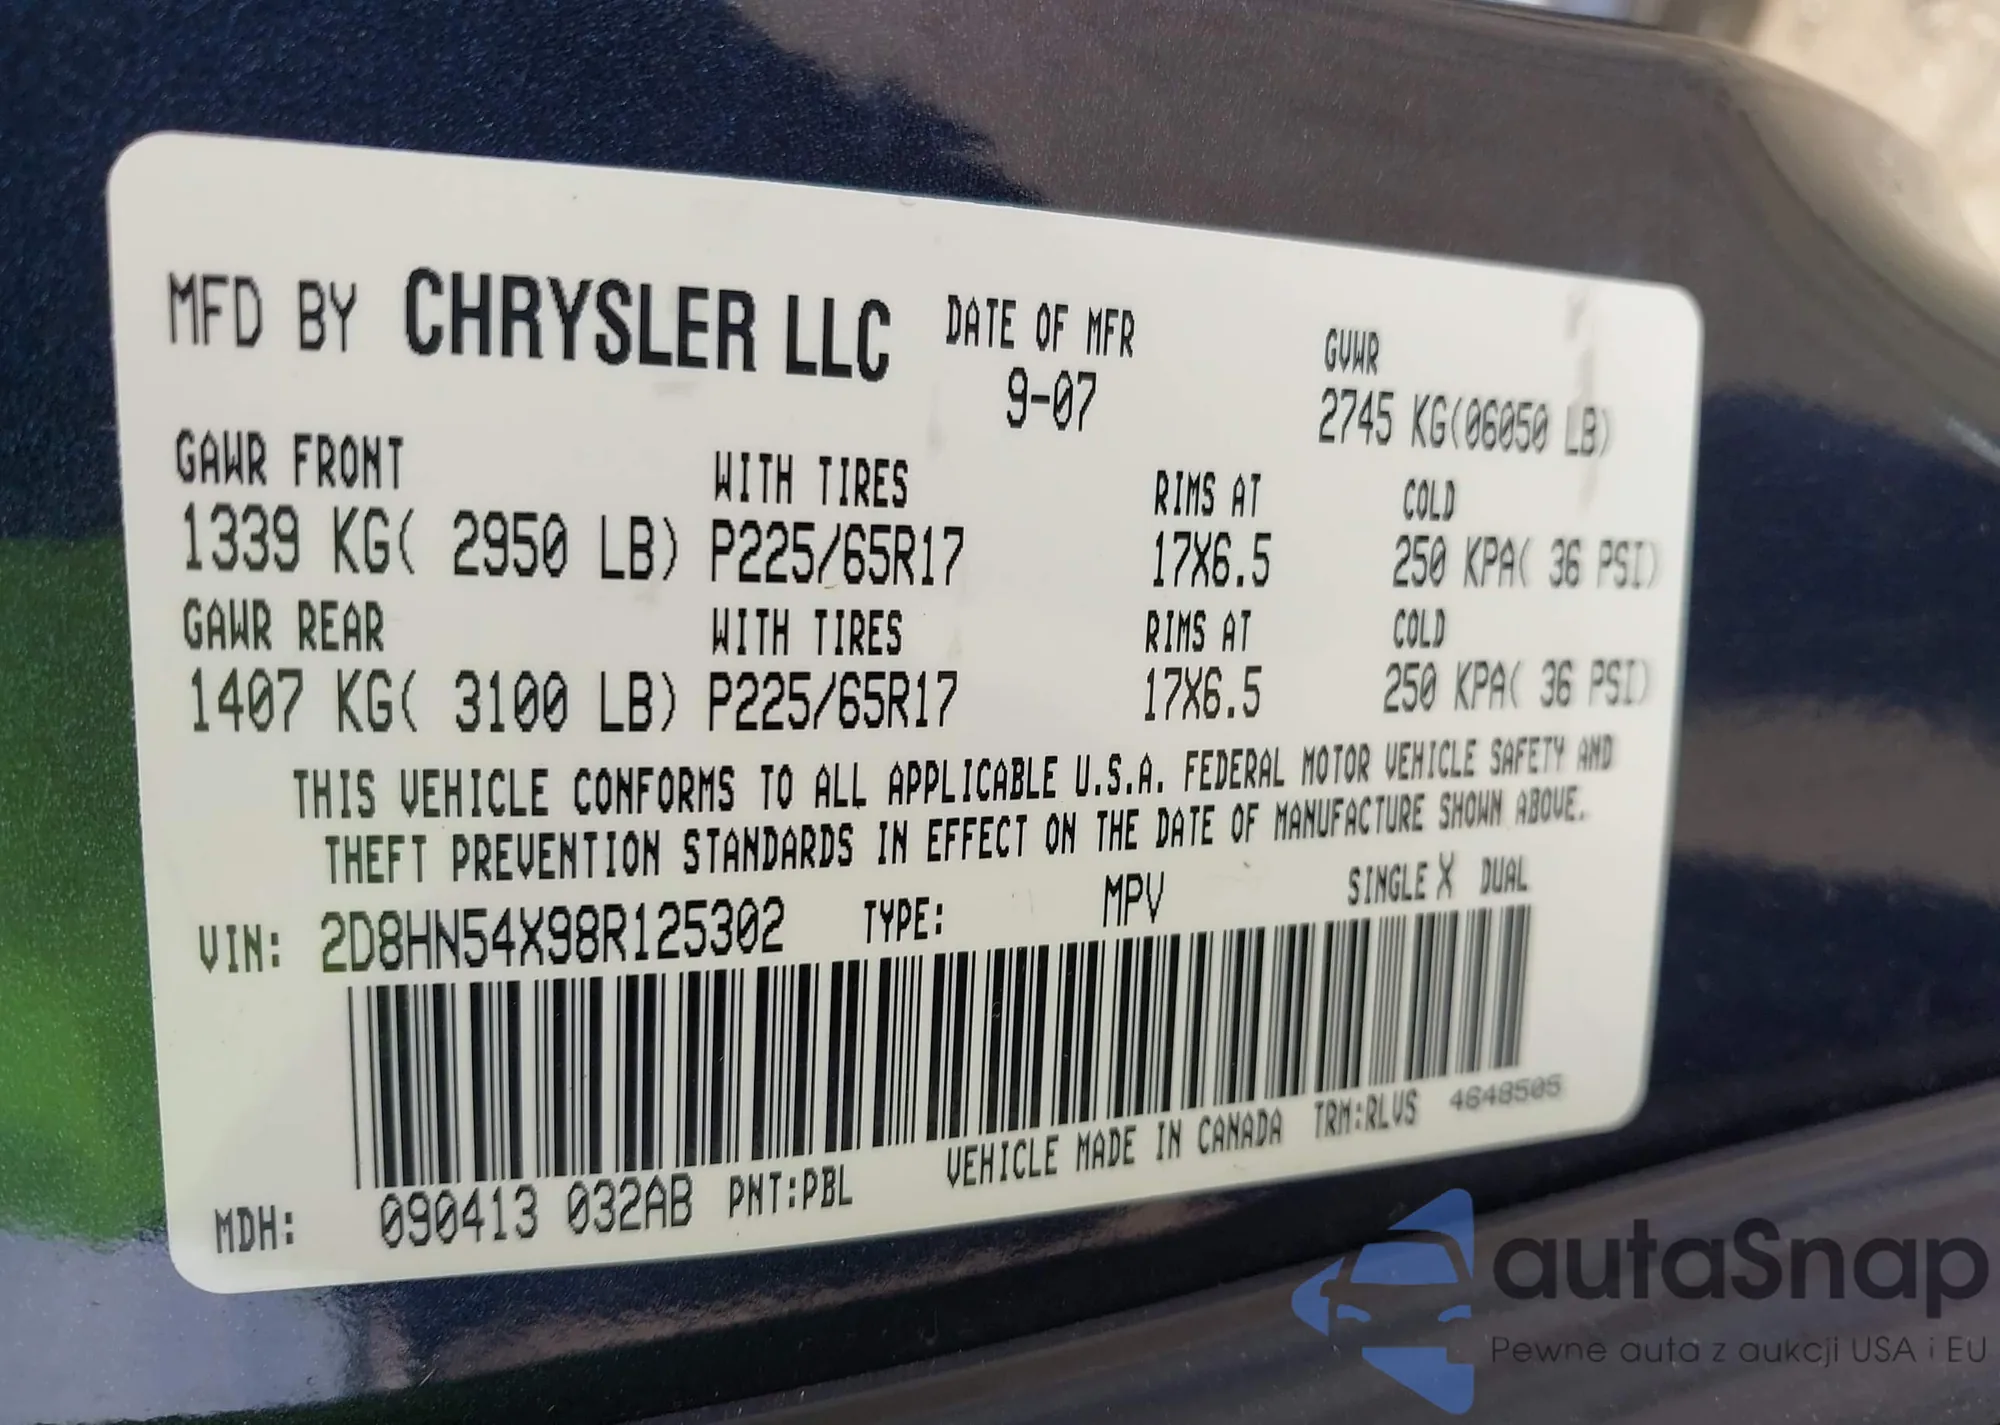 MFD BY CHRYSLER LLC DATE OF MFR GVWR
9-07 2745 KG(06050 LB)
GAWR FRONT WITH TIRES RIMS AT COLD
1339 KG( 2950 LB) P225/65R17 17X6.5 250 KPA( 36 PSI)
GAWR REAR WITH TIRES RIMS AT COLD
1407 KG( 3100 LB) P225/65R17 17X6.5 250 KPA( 36 PSI)
THIS VEHICLE CONFORMS TO ALL APPLICABLE U.S.A. FEDERAL MOTOR VEHICLE SAFETY AND
THEFT PREVENTION STANDARDS IN EFFECT ON THE DATE OF MANUFACTURE SHOWN ABOVE.
VIN: 2D8HN54X98R125302 TYPE: MPV SINGLE X DUAL
MDH: 090413 032AB PNT:PBL VEHICLE MADE IN CANADA TRM:RLVS 4648505
autaSnap
Pewne auta z aukcji USA i EU